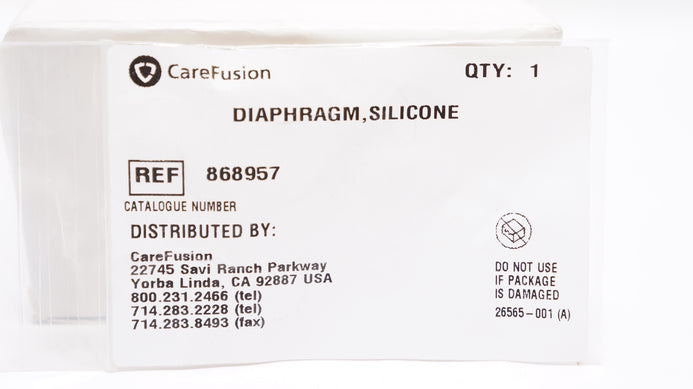 CareFusion
QTY: 1
DIAPHRAGM,SILICONE
REF 868957
CATALOGUE NUMBER
DISTRIBUTED BY:
CareFusion
22745 Savi Ranch Parkway
Yorba Linda, CA 92887 USA
800.231.2466 (tel)
714.283.2228 (tel)
714.283.8493 (fax)
DO NOT USE
IF PACKAGE
IS DAMAGED
26565-001 (A)